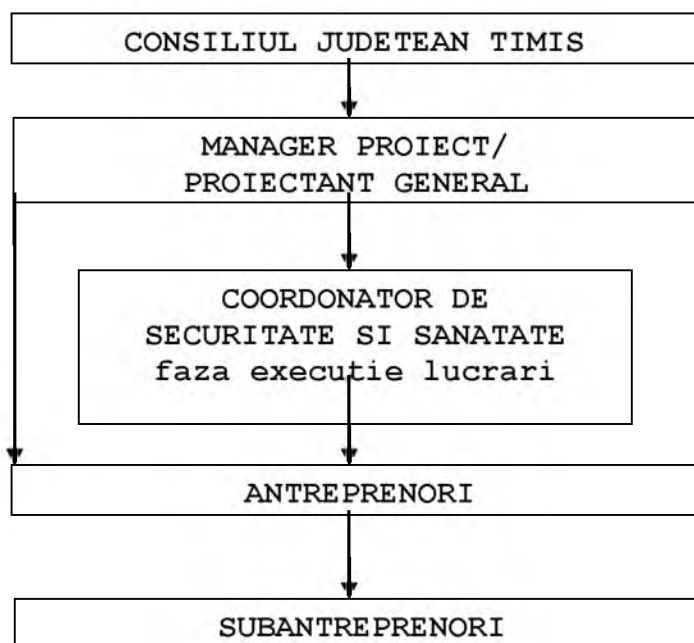 CONSILIUL JUDETEAN TIMIS
MANAGER PROIECT/
PROIECTANT GENERAL
COORDONATOR DE
SECURITATE SI SANATATE
faza executie lucrari
ANTREPRENORI
SUBANTREPRENORI